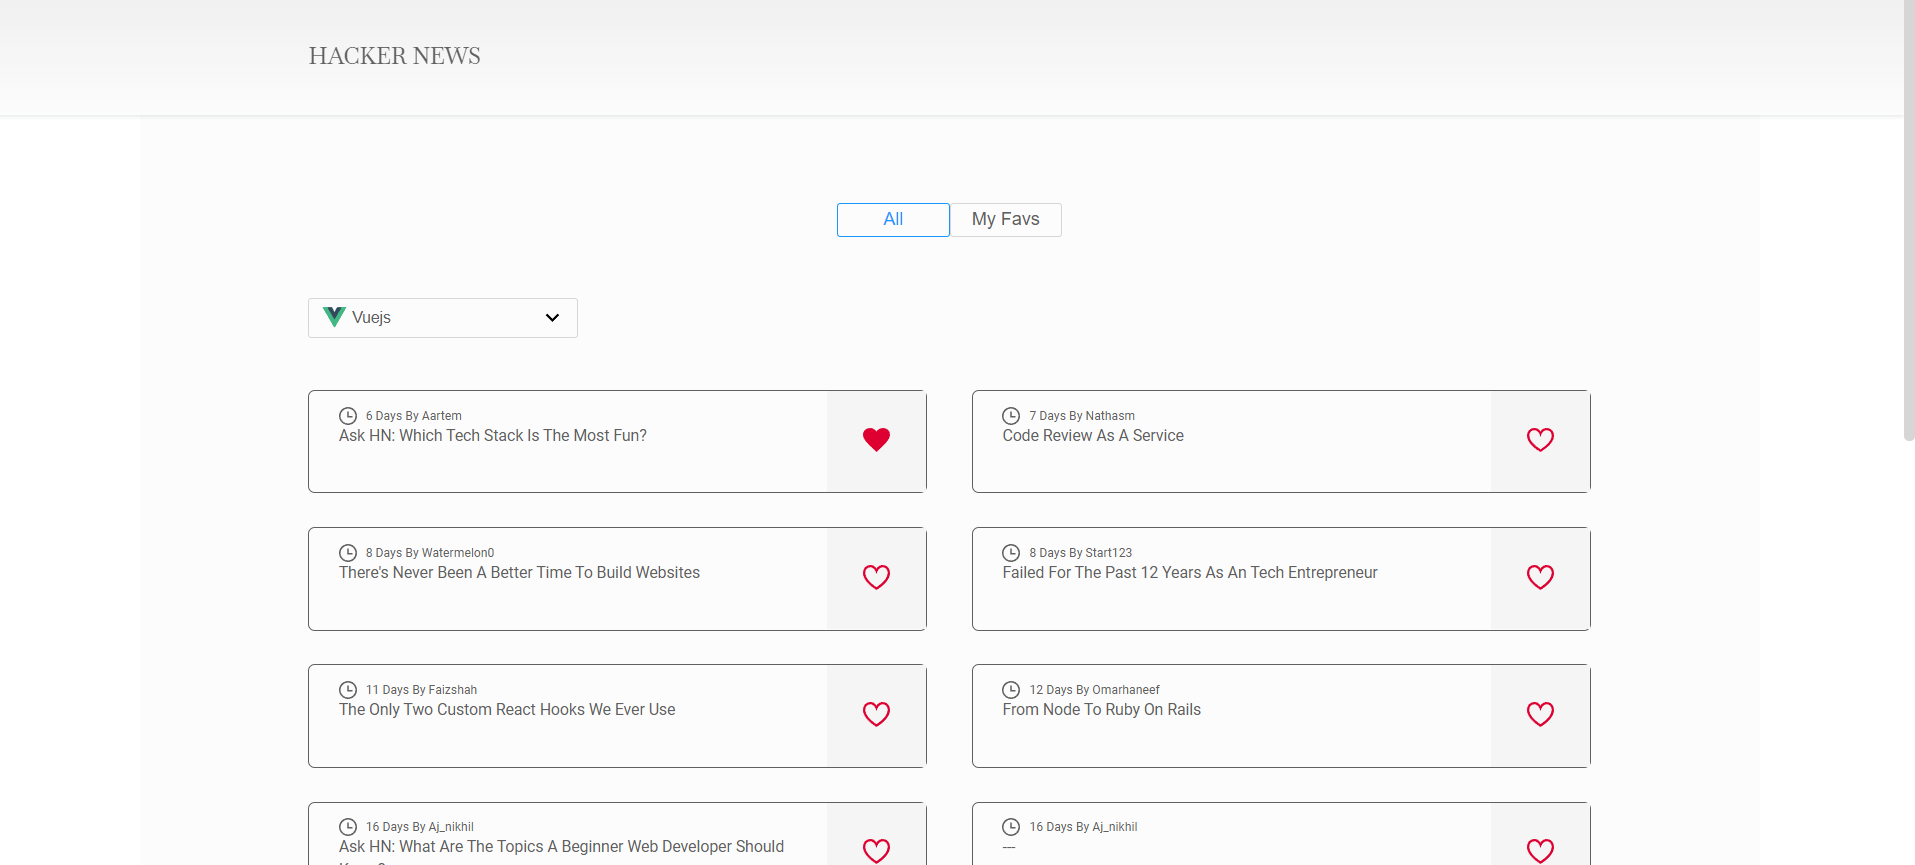 HACKER NEWS
All
My Favs
Vuejs
6 Days By Aartem
Ask HN: Which Tech Stack Is The Most Fun?
7 Days By Nathasm
Code Review As A Service
8 Days By Watermelon0
There's Never Been A Better Time To Build Websites
8 Days By Start123
Failed For The Past 12 Years As An Tech Entrepreneur
11 Days By Faizshah
The Only Two Custom React Hooks We Ever Use
12 Days By Omarhaneef
From Node To Ruby On Rails
16 Days By Aj_nikhil
Ask HN: What Are The Topics A Beginner Web Developer Should
16 Days By Aj_nikhil
---